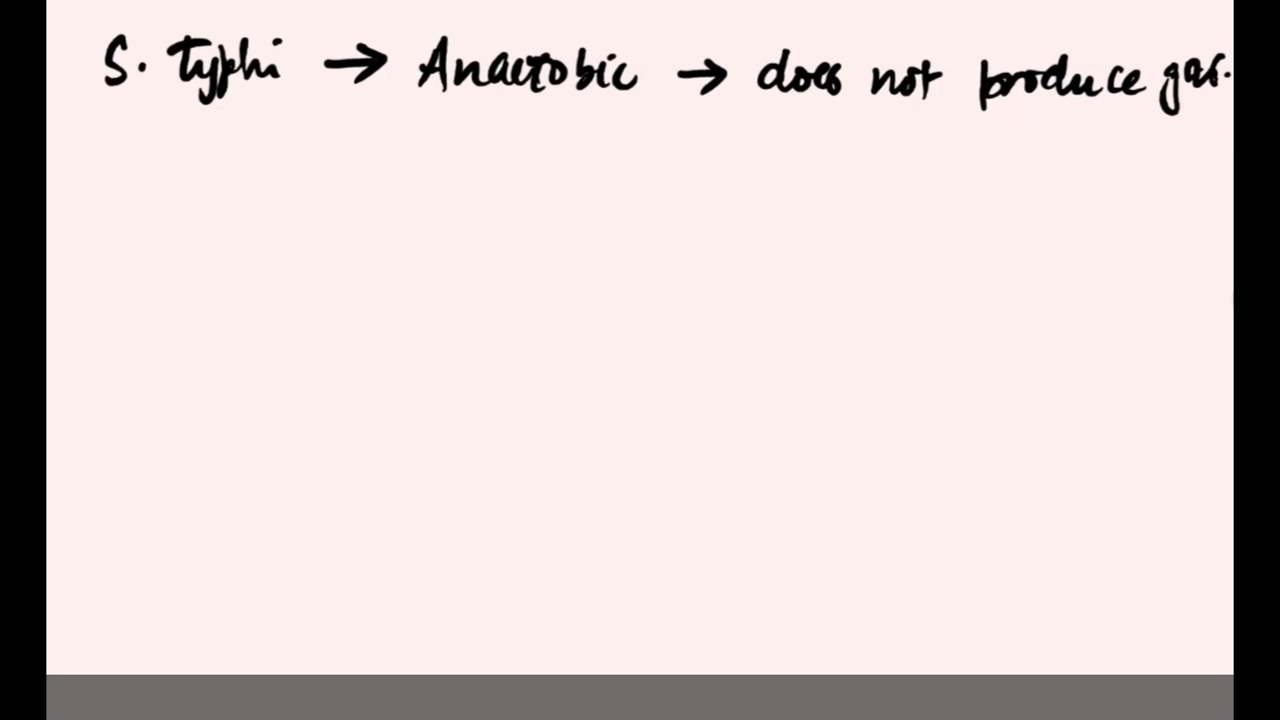 S. typhi → Anaerobic → does not produce gas.